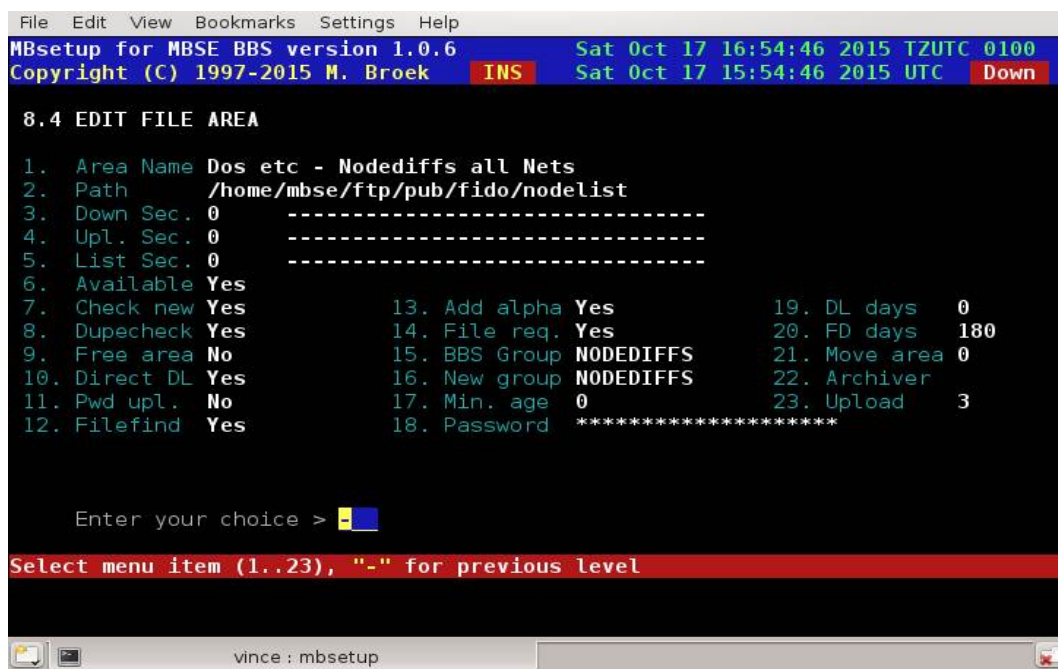 File Edit View Bookmarks Settings Help
MBsetup for MBSE BBS version 1.0.6 Sat Oct 17 16:54:46 2015 TZUTC 0100
Copyright (C) 1997-2015 M. Broek INS Sat Oct 17 15:54:46 2015 UTC Down
8.4 EDIT FILE AREA
1. Area Name Dos etc - Nodediffs all Nets
2. Path /home/mbse/ftp/pub/fido/nodelist
3. Down Sec. 0 --------------------------------
4. Upl. Sec. 0 --------------------------------
5. List Sec. 0 --------------------------------
6. Available Yes
7. Check new Yes 13. Add alpha Yes 19. DL days 0
8. Dupecheck Yes 14. File req. Yes 20. FD days 180
9. Free area No 15. BBS Group NODEDIFFS 21. Move area 0
10. Direct DL Yes 16. New group NODEDIFFS 22. Archiver
11. Pwd upl. No 17. Min. age 0 23. Upload 3
12. Filefind Yes 18. Password ********************
Enter your choice > -__
Select menu item (1..23), "-" for previous level
vince : mbsetup